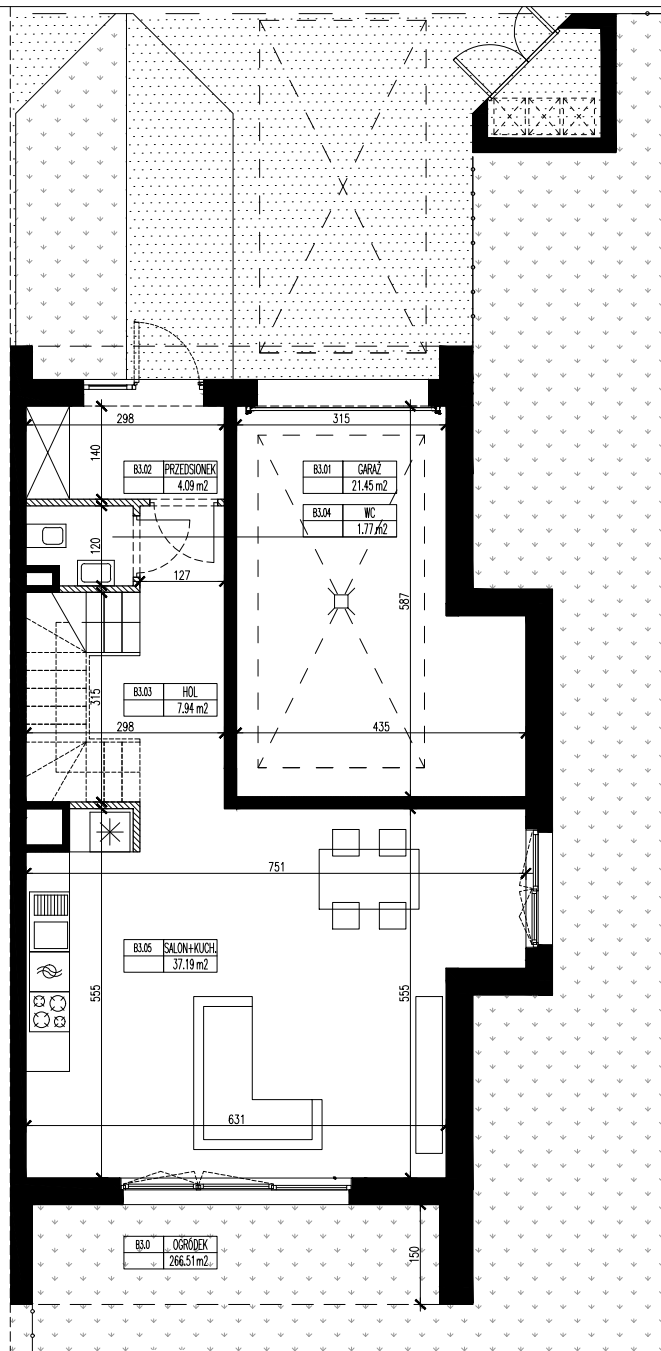 298
315
140
B3.02 PRZEDSIONEK
4.09 m2
B3.01 GARAŻ
21.45 m2
B3.04 WC
1.77 m2
120
127
587
315
B3.03 HOL
7.94 m2
298
435
751
B3.05 SALON+KUCH.
37.19 m2
555
555
631
B3.0 OGRÓDEK
266.51 m2
150